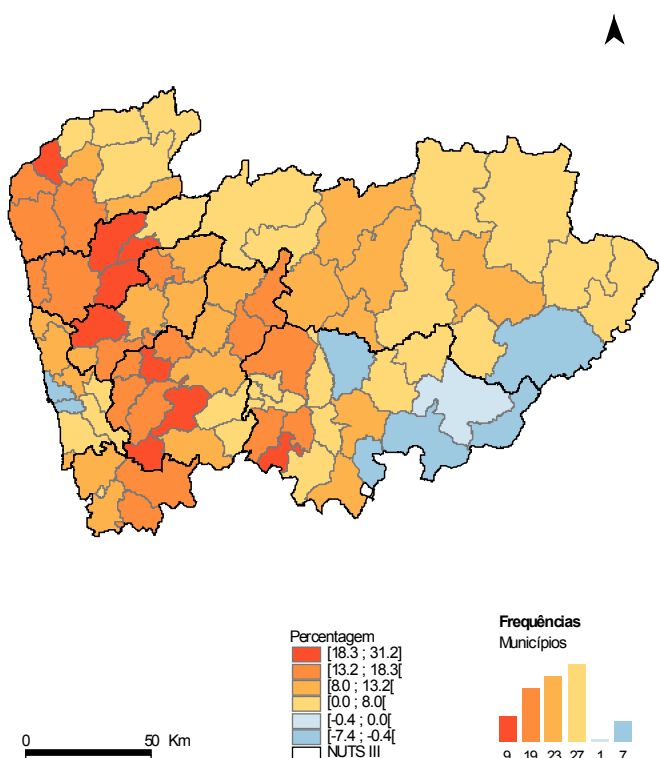 Percentagem
[18.3 ; 31.2]
[13.2 ; 18.3[
[8.0 ; 13.2[
[0.0 ; 8.0[
[-0.4 ; 0.0[
[-7.4 ; -0.4[
NUTS III
0 50 Km
Frequências
Municípios
9 19 23 27 1 7